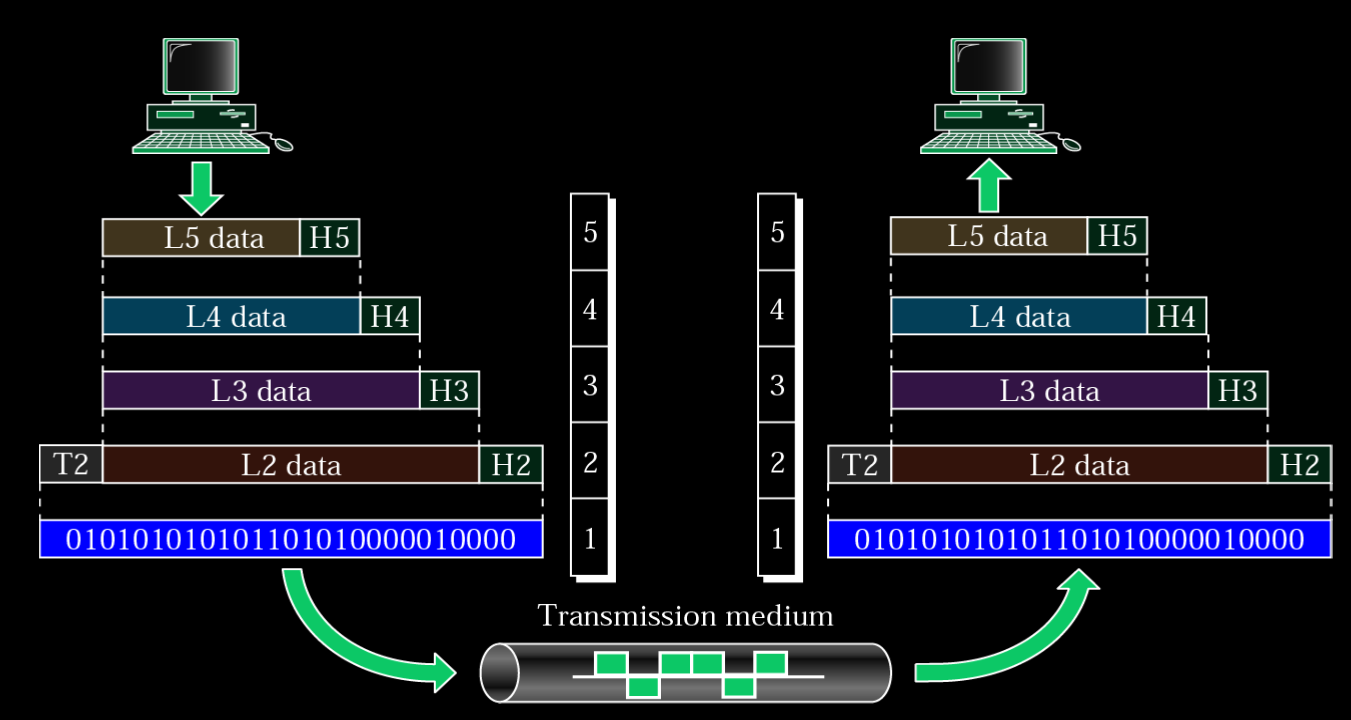 L5 data H5
5
5
L5 data H5
L4 data H4
4
4
L4 data H4
L3 data H3
3
3
L3 data H3
T2 L2 data H2
2
2
T2 L2 data H2
010101010101101010000010000
1
1
010101010101101010000010000
Transmission medium